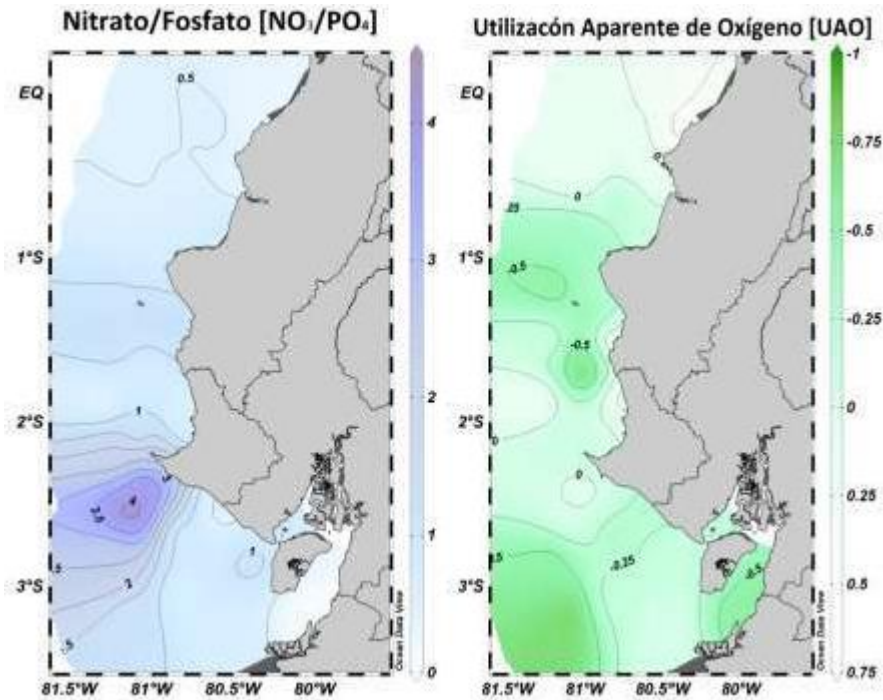 Nitrato/Fosfato [NO₃/PO₄]
EQ
1°S
2°S
3°S
81.5°W
81°W
80.5°W
80°W
0.5
1
4
3.5
2
1
4
3
2
1
0
Ocean Data View
Utilizacón Aparente de Oxígeno [UAO]
EQ
1°S
2°S
3°S
81.5°W
81°W
80.5°W
80°W
0
0
.25
-0.5
-0.5
0
0
-0.25
-0.5
-1
-0.75
-0.5
-0.25
0
0.25
0.5
0.75
Ocean Data View